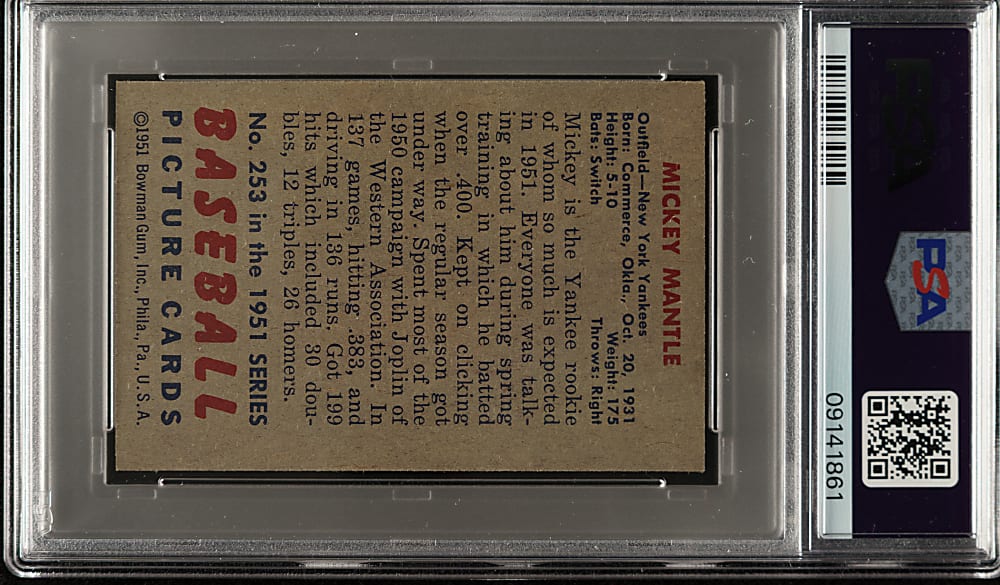 MICKEY MANTLE
Outfield—New York Yankees
Born: Commerce, Okla., Oct. 20, 1931
Height: 5-10 Weight: 175
Bats: Switch Throws: Right
Mickey is the Yankee rookie
of whom so much is expected
in 1951. Everyone was talk-
ing about him during spring
training in which he batted
over .400. Kept on clicking
when the regular season got
under way. Spent most of the
1950 campaign with Joplin of
the Western Association. In
137 games, hitting .383, and
driving in 136 runs. Got 199
hits which included 30 dou-
bles, 12 triples, 26 homers.
No. 253 in the 1951 SERIES
BASEBALL
PICTURE CARDS
©1951 Bowman Gum, Inc., Phila., Pa., U.S.A.
PSA
PSA
09141861